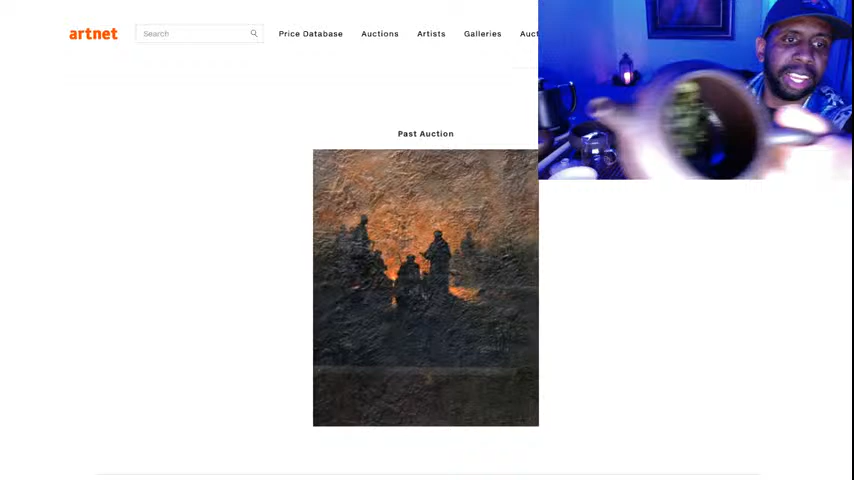 artnet
Search
Price Database
Auctions
Artists
Galleries
Past Auction